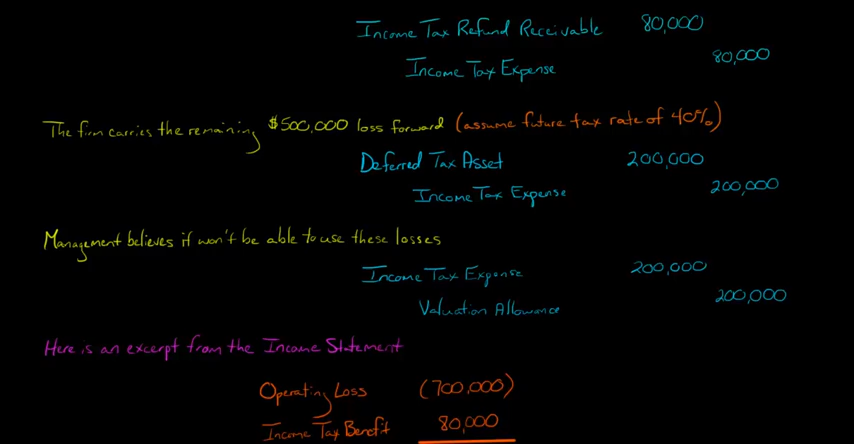 Income Tax Refund Receivable 80,000
Income Tax Expense 80,000
The firm carries the remaining $500,000 loss forward (assume future tax rate of 40%)
Deferred Tax Asset 200,000
Income Tax Expense 200,000
Management believes it won't be able to use these losses
Income Tax Expense 200,000
Valuation Allowance 200,000
Here is an excerpt from the Income Statement
Operating Loss (700,000)
Income Tax Benefit 80,000